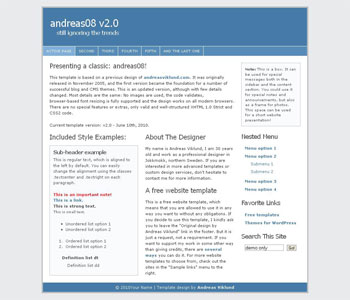 andreas08 v2.0
still ignoring the trends
ACTIVE PAGE SECOND THIRD FOURTH FIFTH AND THE LAST ONE
Presenting a classic: andreas08!
This template is based on a previous design of andreasviklund.com. It was originally
released in November 2005, and the first version became the foundation for a number of
successful blog and CMS themes. This is an updated version, although with few details
changed. Most details are the same: No images are used, the code validates,
browser-based font resizing is fully supported and the design works on all modern browsers.
There are no special features or extras, only valid and well-structured XHTML 1.0 Strict and
CSS2 code.
Current template version: v2.0 - June 10th, 2010.
Note: This is a box. It can be
used for special
messages both in the
sidebar and the content
section. You could use it
for special notes and
announcements, but also
as a frame for photos.
This could be a good
space for a short website
presentation!
Included Style Examples:
Sub-header example
This is regular text, which is aligned to
the left by default. You can easily
change the alignment using the classes
.textcenter and .textright on each
paragraph.
This is an important note!
This is a link.
This is strong text.
This is small text.
Unordered list option 1
Unordered list option 2
1. Ordered list option 1
2. Ordered list option 2
Definition list dt
Definition list dd
About The Designer
My name is Andreas Viklund, I am 30 years
old and work as a professional designer in
Jokkmokk, northern Sweden. If you are
interested in more advanced templates or
custom design services, don't hesitate to
contact me for more information.
A free website template
This is a free website template, which
means that you are allowed to use it in any
way you want to without any obligations. If
you decide to use this template, I kindly ask
you to leave the "Original design by
Andreas Viklund" link in the footer. But it is
just a request, not a requirement. If you
want to support my work in some other way
than giving credits, there are several
ways you can do it. For more website
templates to choose from, check out the
sites in the "Sample links" menu to the
right.
Nested Menu
Menu option 1
Menu option 2
Submenu 1
Submenu 2
Menu option 3
Menu option 4
Favorite Links
Free templates
Themes for WordPress
Search This Site
demo only
Go!
© 2010 Your Name | Template design by Andreas Viklund